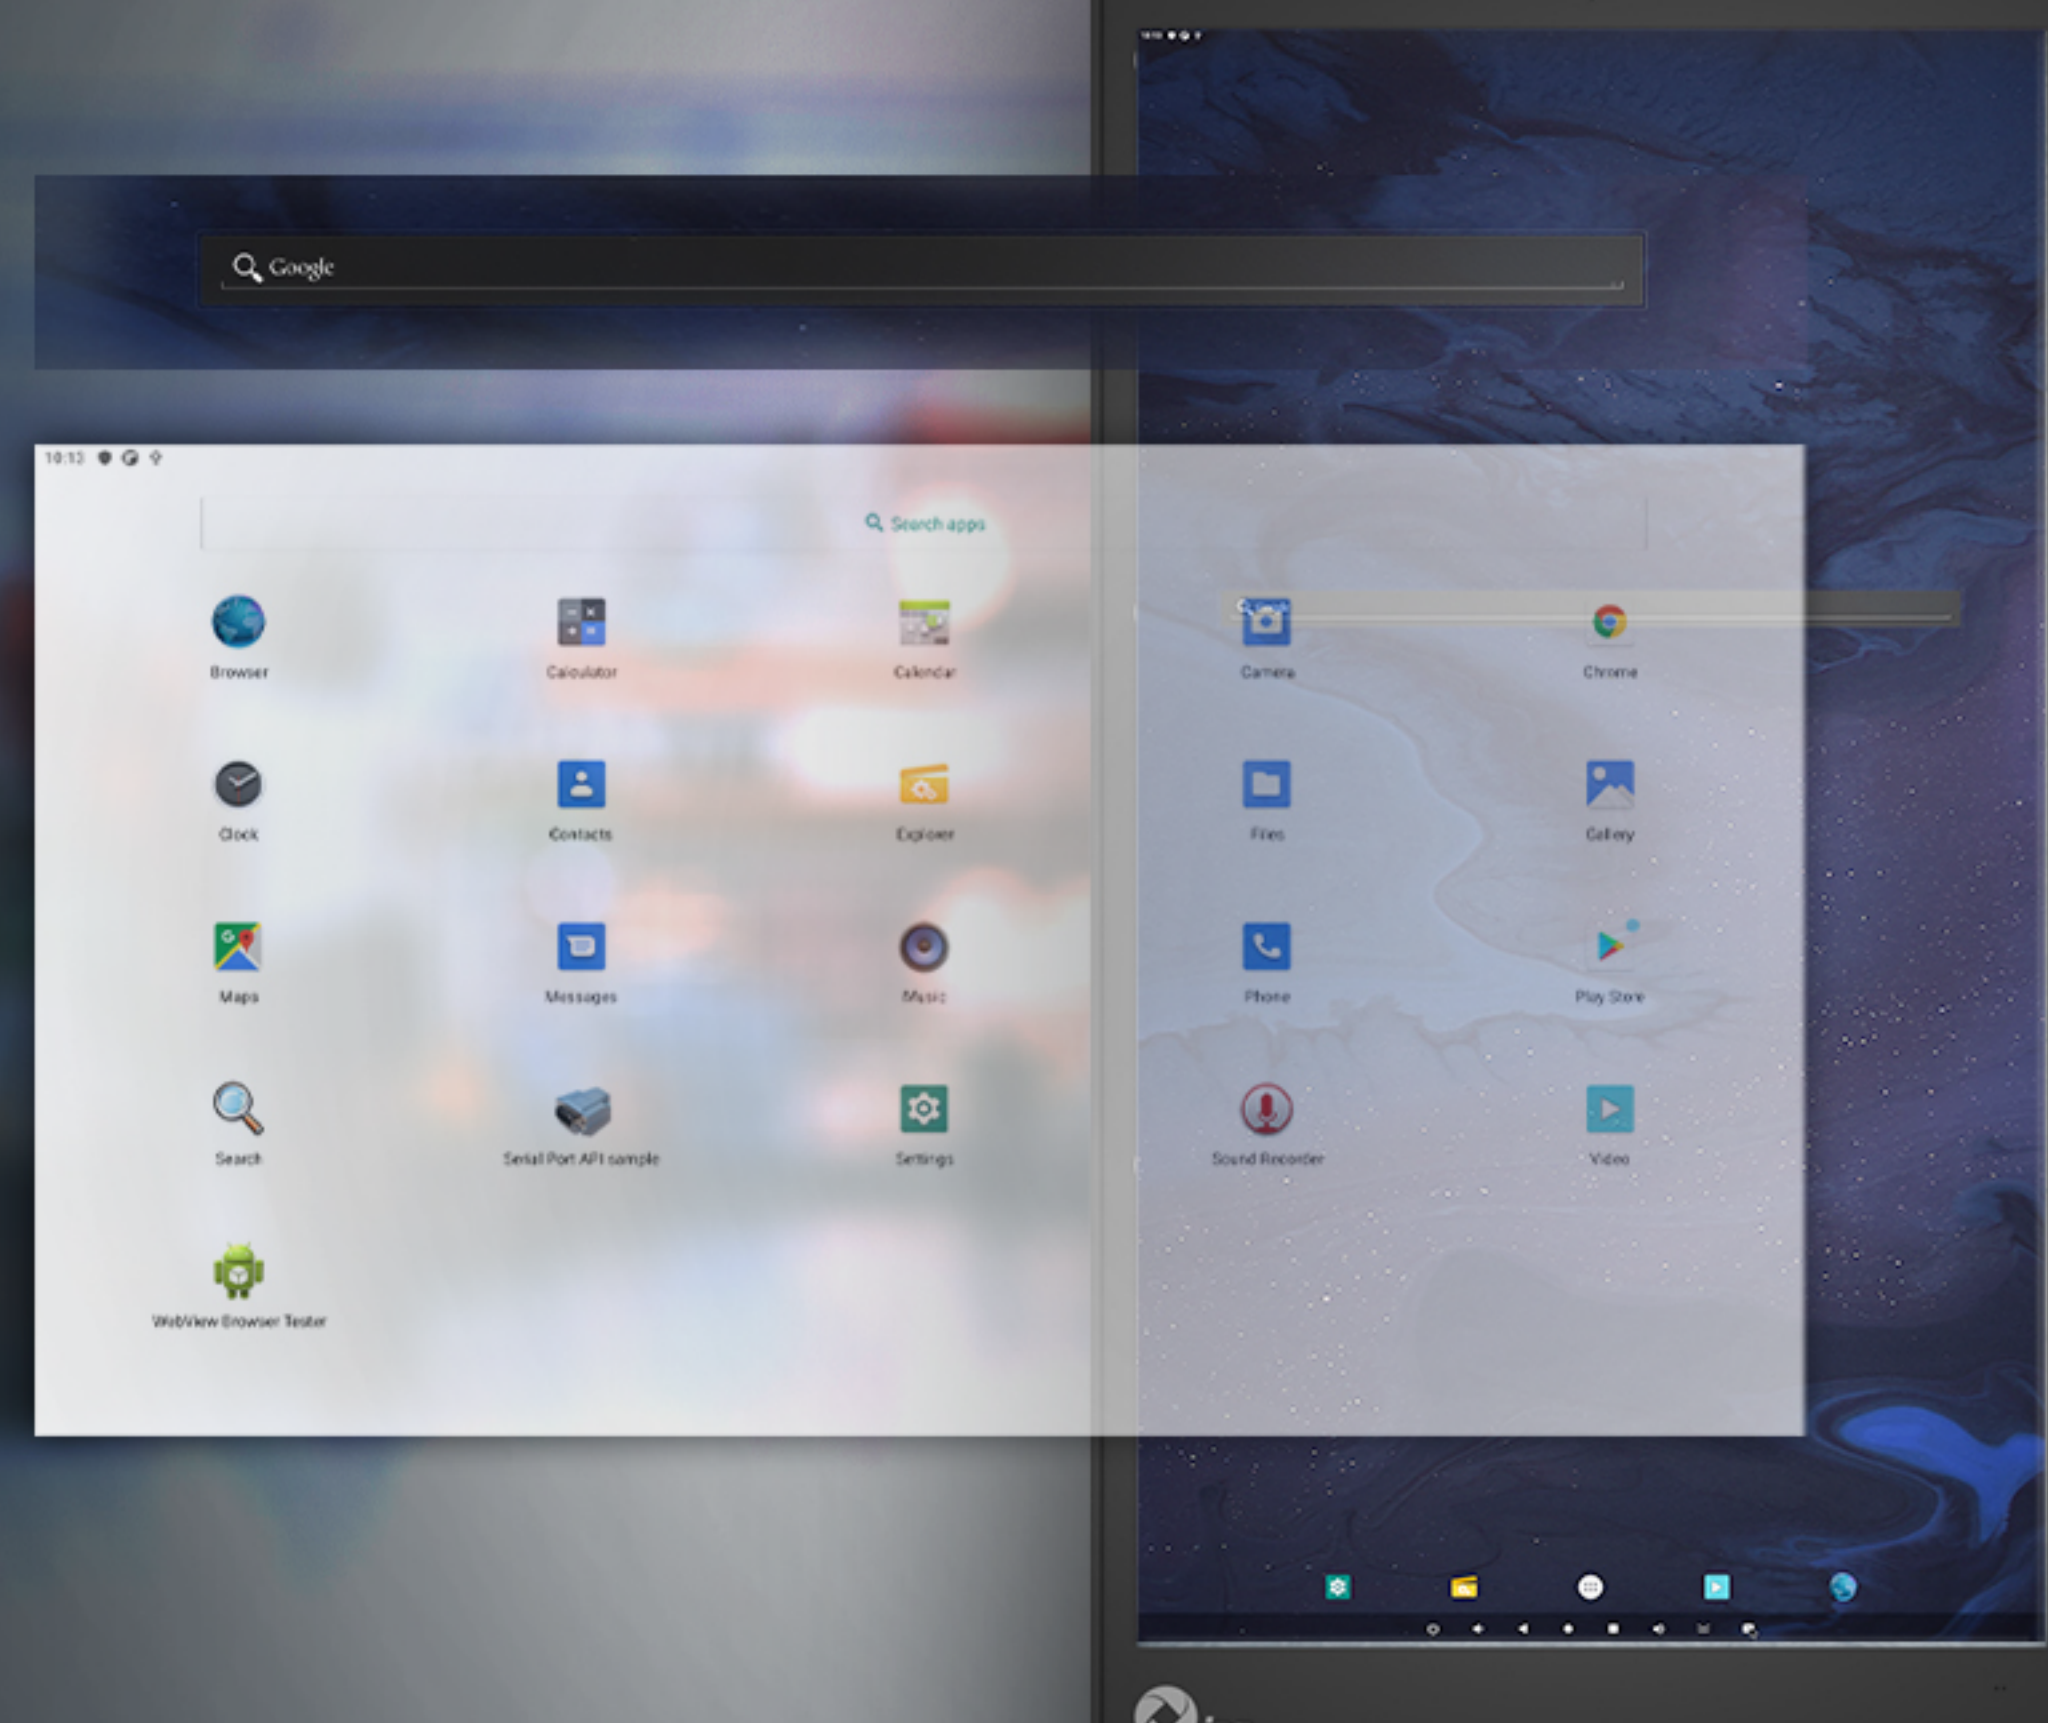 Google
10:13
Search apps
Browser
Calculator
Calendar
Camera
Chrome
Clock
Contacts
Explorer
Files
Gallery
Maps
Messages
Music
Phone
Play Store
Search
Serial Port API sample
Settings
Sound Recorder
Video
WebView Browser Tester